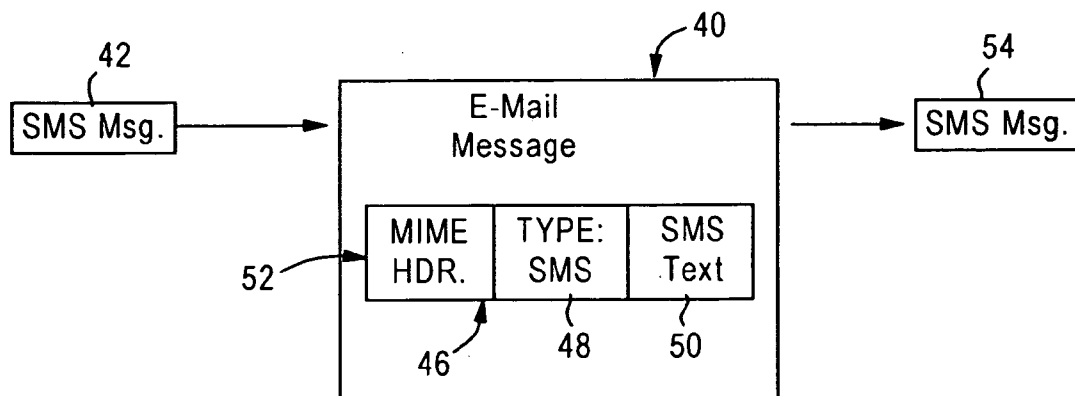 40
42
54
SMS Msg.
E-Mail
Message
SMS Msg.
MIME
HDR.
TYPE:
SMS
SMS
Text
52
46
48
50